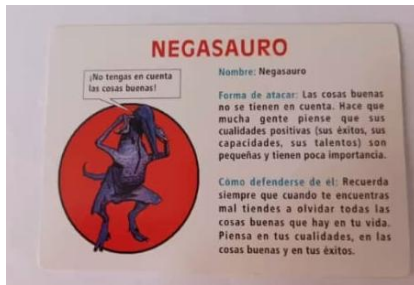 NEGASAURO
¡No tengas en cuenta
las cosas buenas!
Nombre: Negasauro
Forma de atacar: Las cosas buenas
no se tienen en cuenta. Hace que
mucha gente piense que sus
cualidades positivas (sus éxitos, sus
capacidades, sus talentos) son
pequeñas y tienen poca importancia.
Cómo defenderse de él: Recuerda
siempre que cuando te encuentras
mal tiendes a olvidar todas las
cosas buenas que hay en tu vida.
Piensa en tus cualidades, en las
cosas buenas y en tus éxitos.